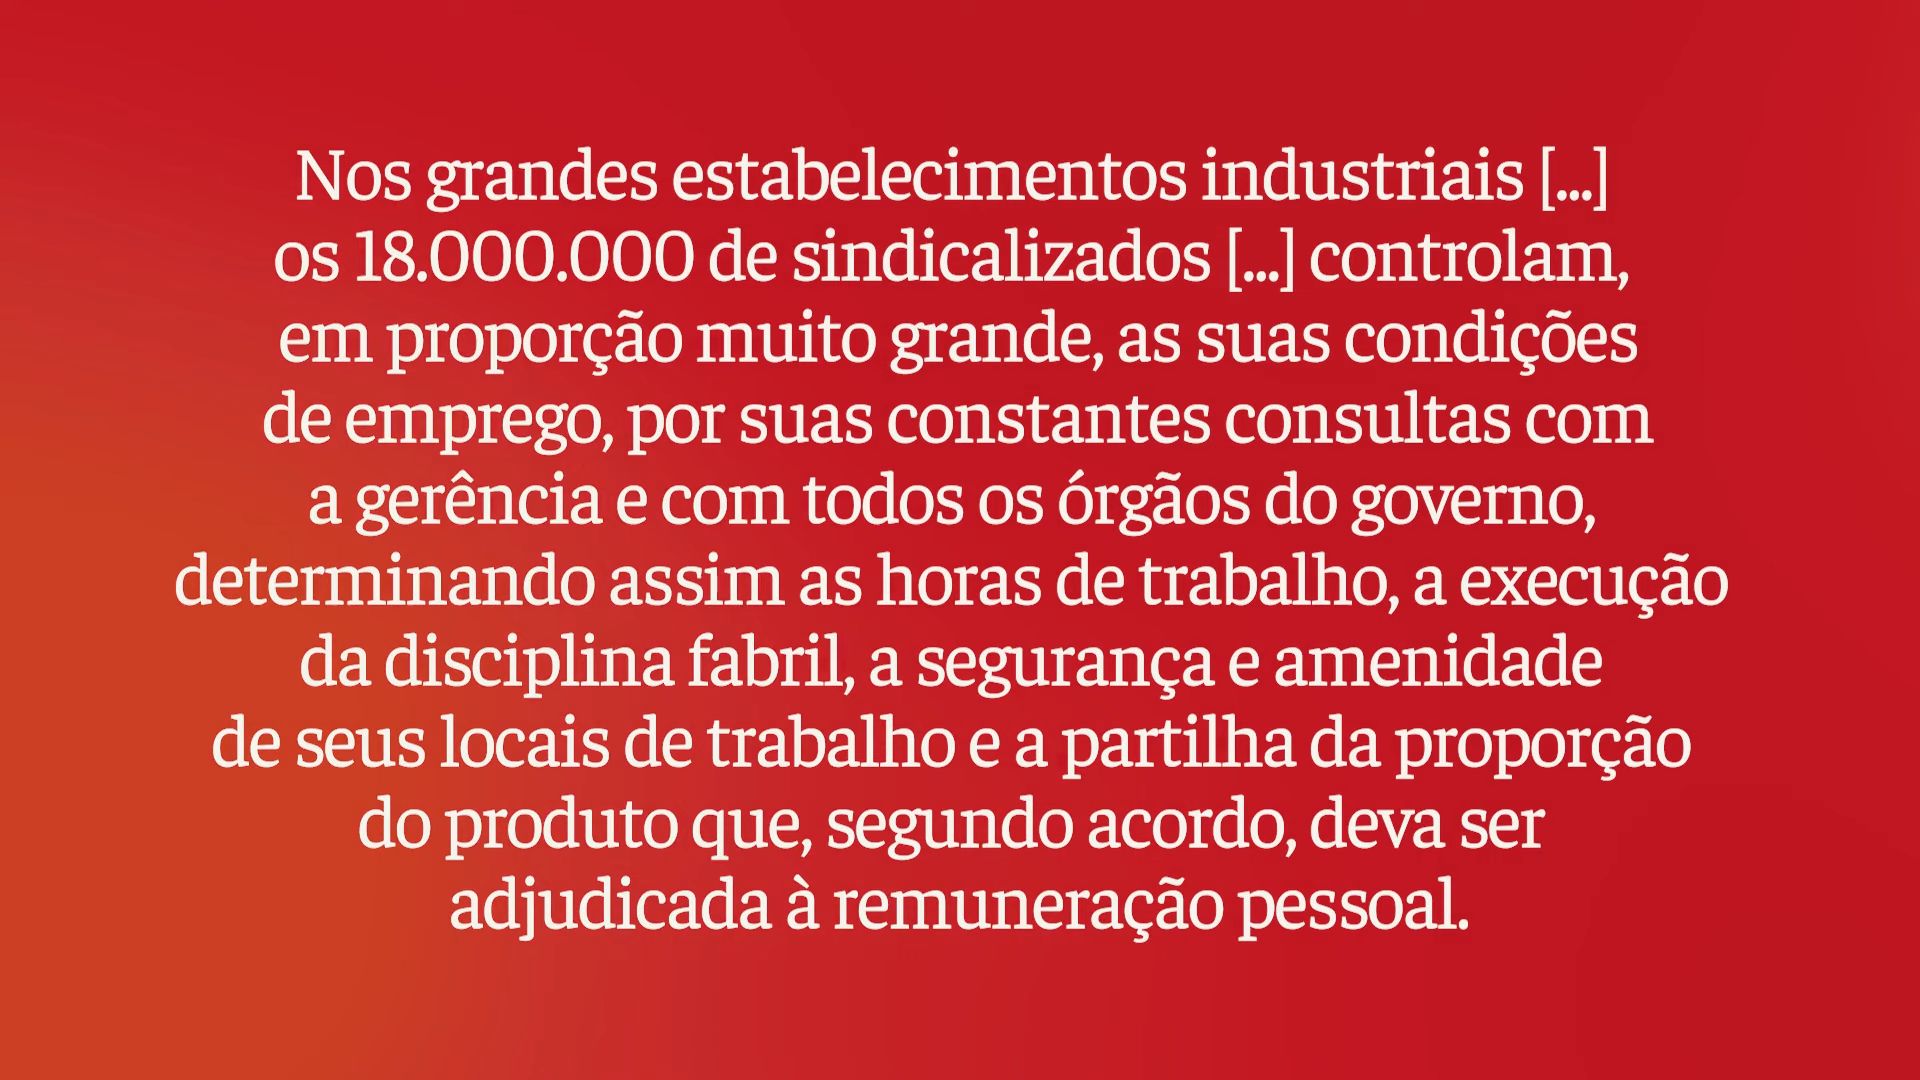 Nos grandes estabelecimentos industriais [...]
os 18.000.000 de sindicalizados [...] controlam,
em proporção muito grande, as suas condições
de emprego, por suas constantes consultas com
a gerência e com todos os órgãos do governo,
determinando assim as horas de trabalho, a execução
da disciplina fabril, a segurança e amenidade
de seus locais de trabalho e a partilha da proporção
do produto que, segundo acordo, deva ser
adjudicada à remuneração pessoal.